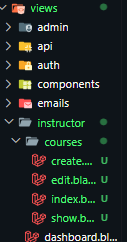 views
admin
api
auth
components
emails
instructor
courses
create.... U
edit.bla... U
index.b... U
show.b... U
dashboard.bl...